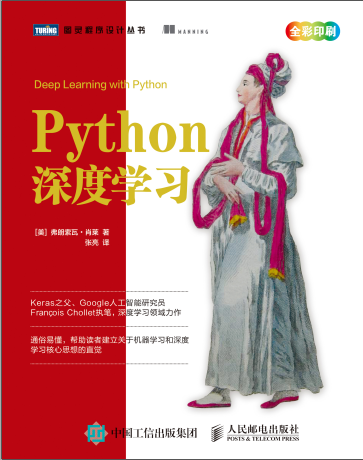 TURING 图灵程序设计丛书 MANNING
全彩印刷
Deep Learning with Python
Python
深度学习
[美] 弗朗索瓦·肖莱 著
张亮 译
Keras之父、Google人工智能研究员
François Chollet执笔，深度学习领域力作
通俗易懂，帮助读者建立关于机器学习和深度
学习核心思想的直觉
中国工信出版集团
人民邮电出版社
POSTS & TELECOM PRESS